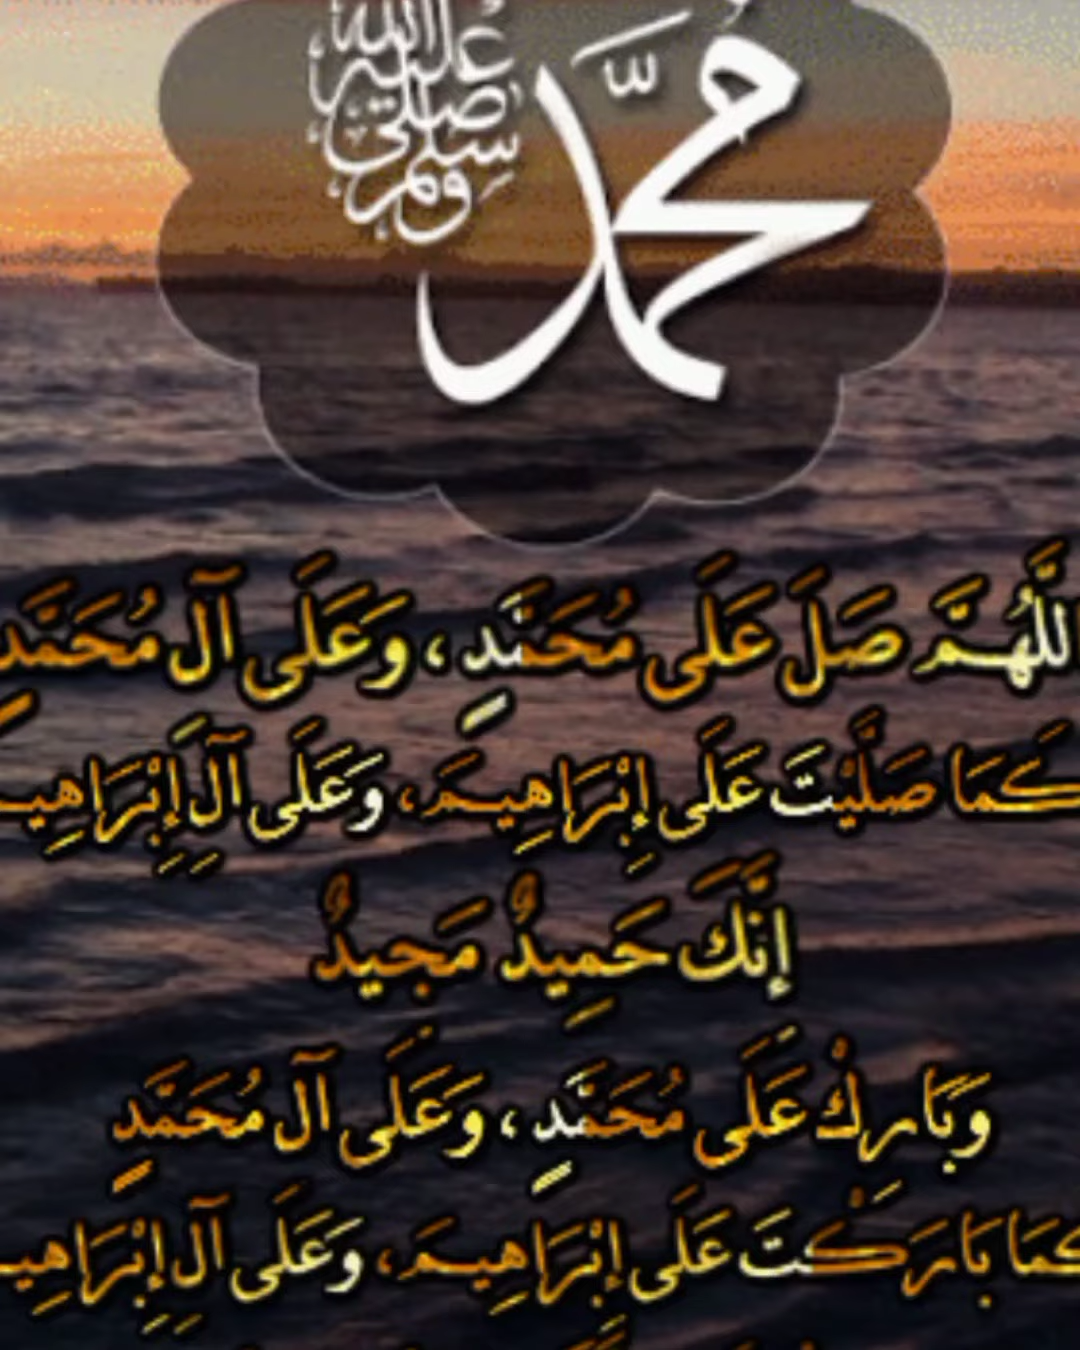 محمد
صلى الله عليه وسلم
اللهُمَّ صَلَ عَلَى مُحَمَّدٍ، وَعَلَى آل مُحَمَّدٍ
كَمَا صَلَّيْتَ عَلَى إِبْرَاهِيمَ، وَعَلَى آلِ إِبْرَاهِيم
إِنَّكَ حَمِيدٌ مَجِيدٌ
وَبَارِكْ عَلَى مُحَمَّدٍ، وَعَلَى آل مُحَمَّدٍ
كَمَا بَارَكْتَ عَلَى إِبْرَاهِيمَ، وَعَلَى آلِ إِبْرَاهِيم